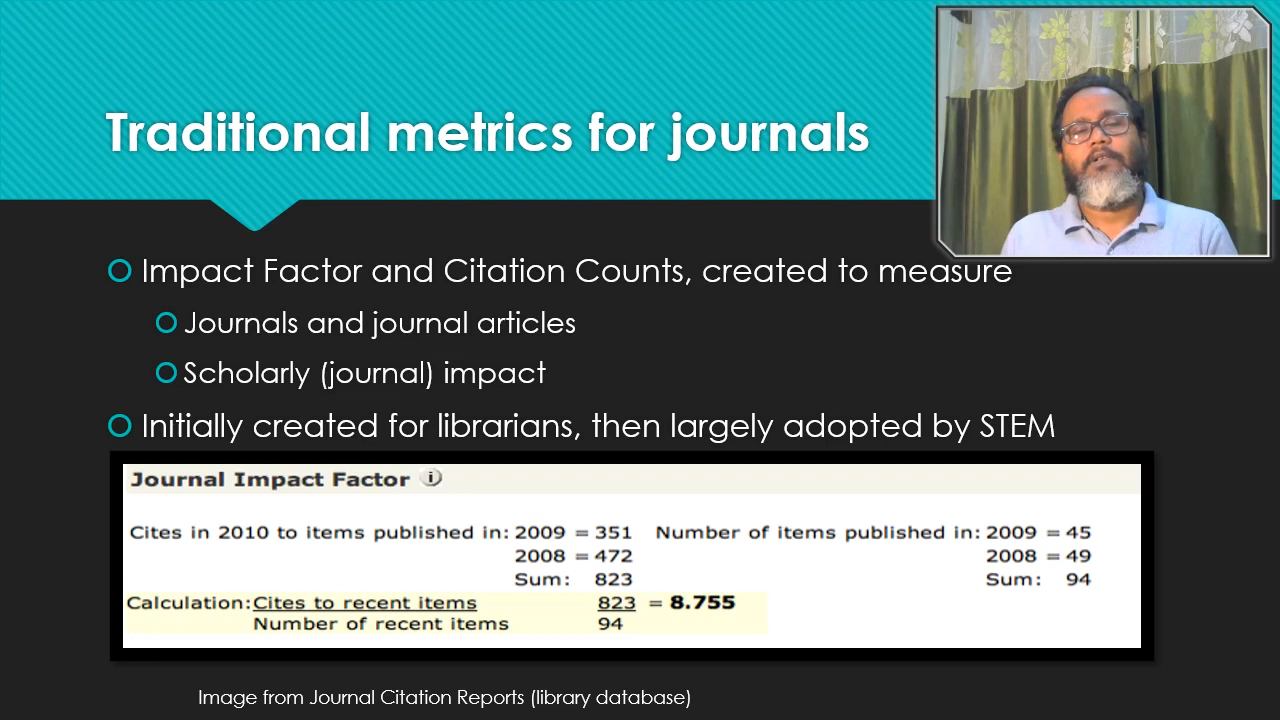 Traditional metrics for journals
Impact Factor and Citation Counts, created to measure
Journals and journal articles
Scholarly (journal) impact
Initially created for librarians, then largely adopted by STEM
Journal Impact Factor i
Cites in 2010 to items published in: 2009 = 351 Number of items published in: 2009 = 45
2008 = 472 2008 = 49
Sum: 823 Sum: 94
Calculation: Cites to recent items 823 = 8.755
Number of recent items 94
Image from Journal Citation Reports (library database)